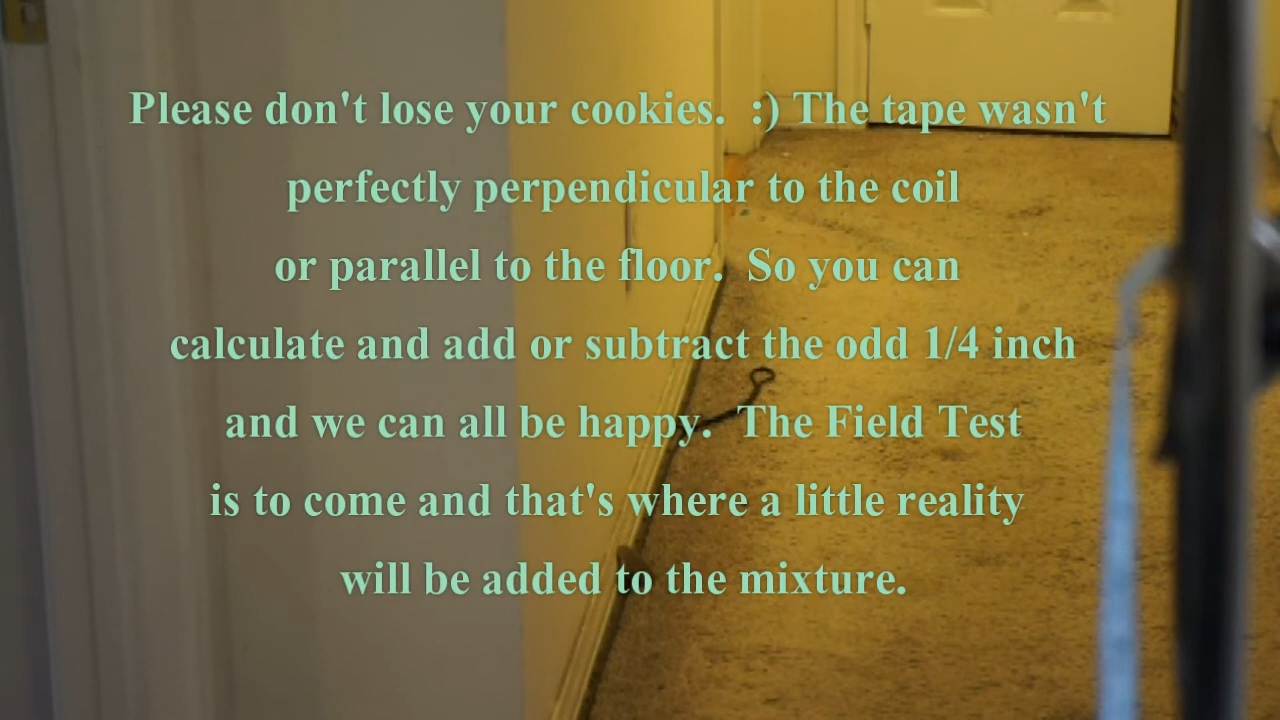 Please don't lose your cookies.  :) The tape wasn't
perfectly perpendicular to the coil
or parallel to the floor.  So you can
calculate and add or subtract the odd 1/4 inch
and we can all be happy.  The Field Test
is to come and that's where a little reality
will be added to the mixture.